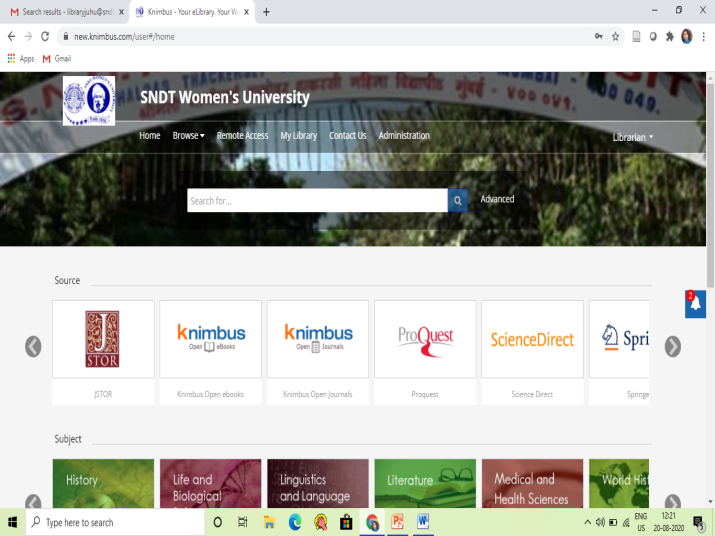 Search results - libraryjuhu@sndt
Knimbus - Your eLibrary. Your W
new.knimbus.com/user#/home
Apps
Gmail
SNDT Women's University
Home Browse Remote Access My Library Contact Us Administration
Librarian
Search for...
Advanced
Source
2
JSTOR
knimbus
Open eBooks
knimbus
Open Journals
ProQuest
ScienceDirect
Spri
JSTOR
Knimbus Open ebooks
Knimbus Open Journals
Proquest
Science Direct
Springe
Subject
History
Life and
Biological
Linguistics
and Language
Literature
Medical and
Health Sciences
World Hist
Type here to search
ENG
US
12:21
20-08-2020
5